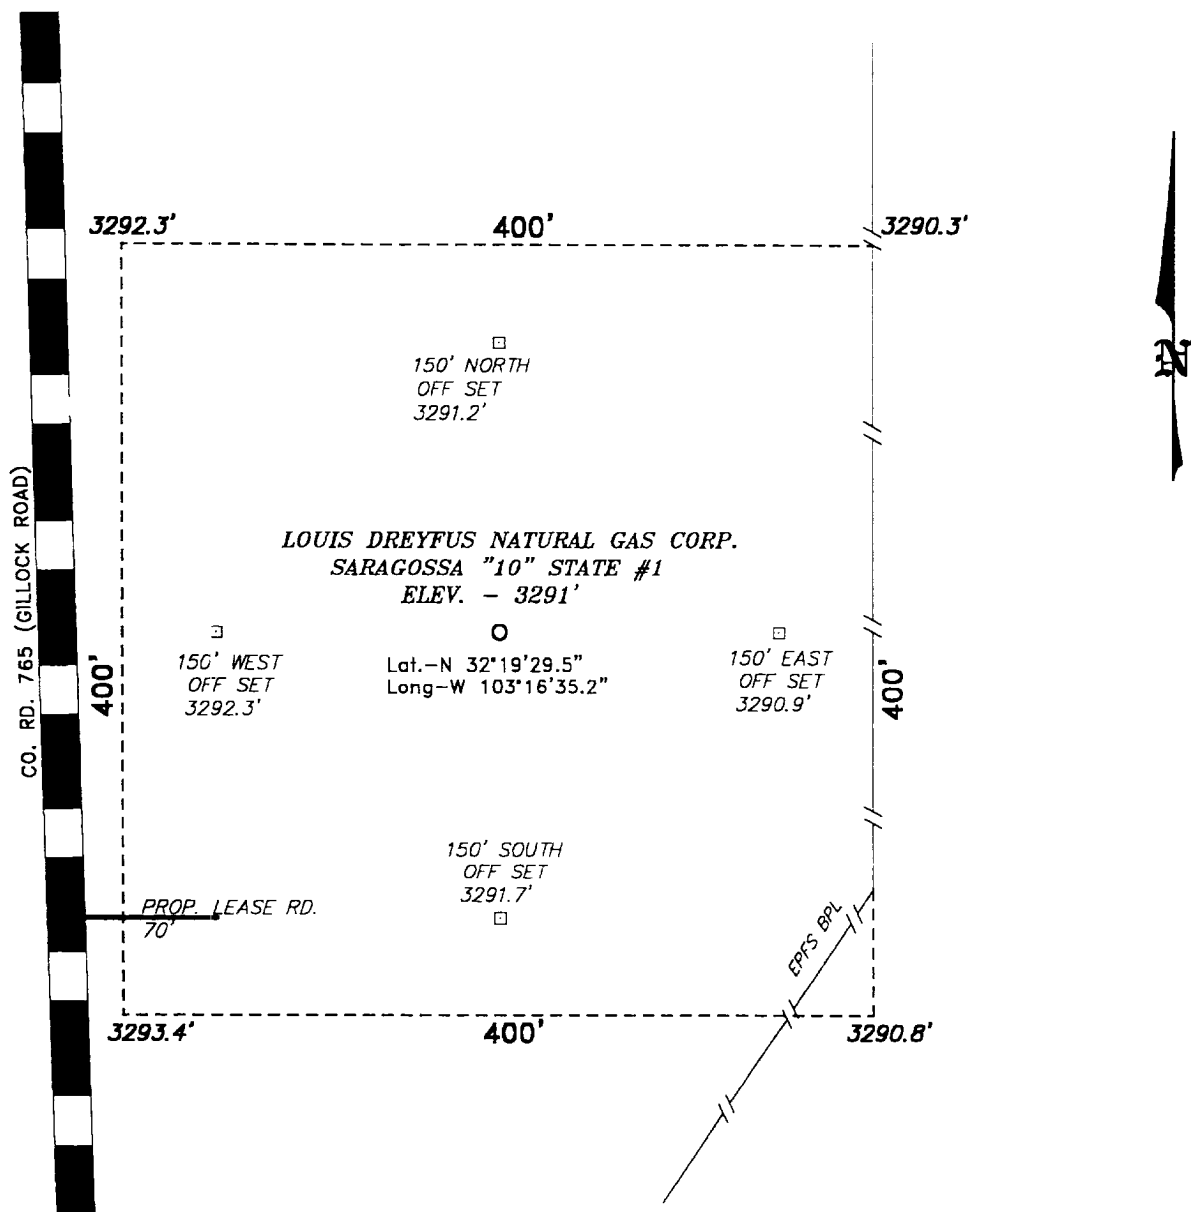 3292.3'
400'
3290.3'
150' NORTH
OFF SET
3291.2'
N
CO. RD. 765 (GILLOCK ROAD)
LOUIS DREYFUS NATURAL GAS CORP.
SARAGOSSA "10" STATE #1
ELEV. - 3291'
400'
150' WEST
OFF SET
3292.3'
Lat.-N 32°19'29.5"
Long-W 103°16'35.2"
150' EAST
OFF SET
3290.9'
400'
150' SOUTH
OFF SET
3291.7'
PROP. LEASE RD.
70'
EPFS BPL
3293.4'
400'
3290.8'